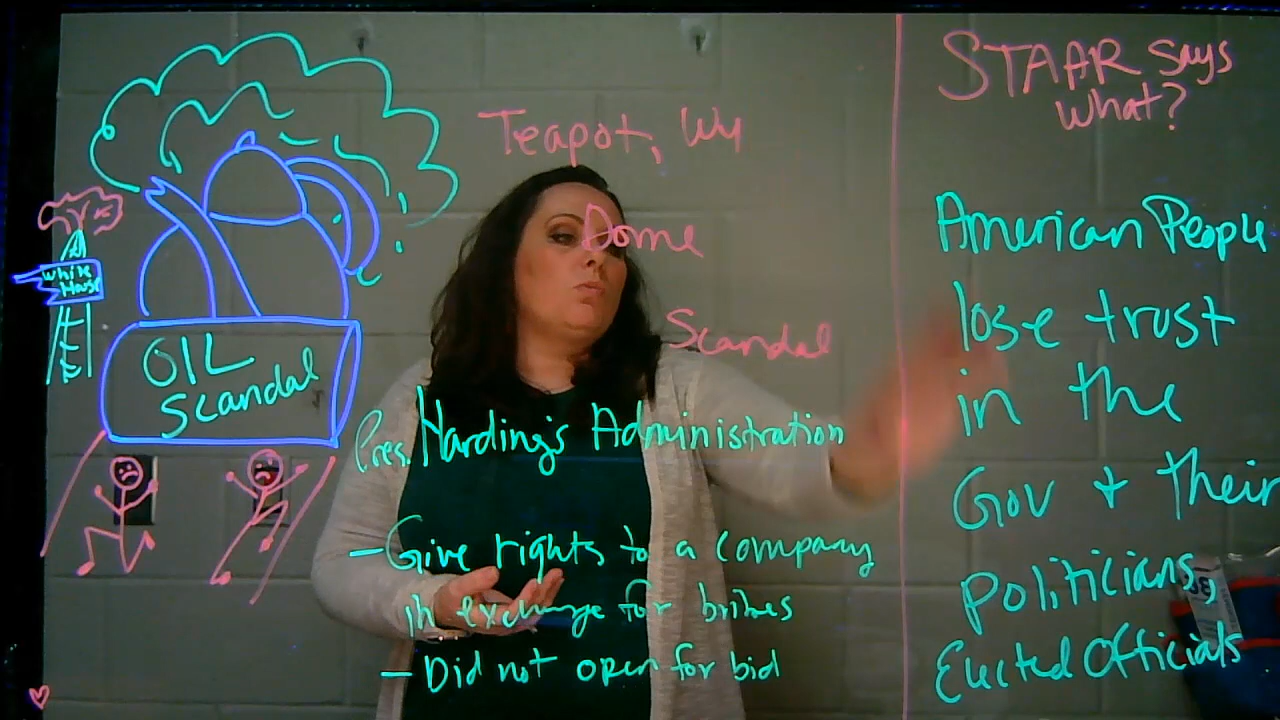 Teapot, WY
Dome
Scandal
White
House
OIL
Scandal
Pres. Harding's Administration
- Give rights to a company
in exchange for bribes
- Did not open for bid
STAAR says
what?
American People
lose trust
in the
Gov + their
politicians,
Elected Officials